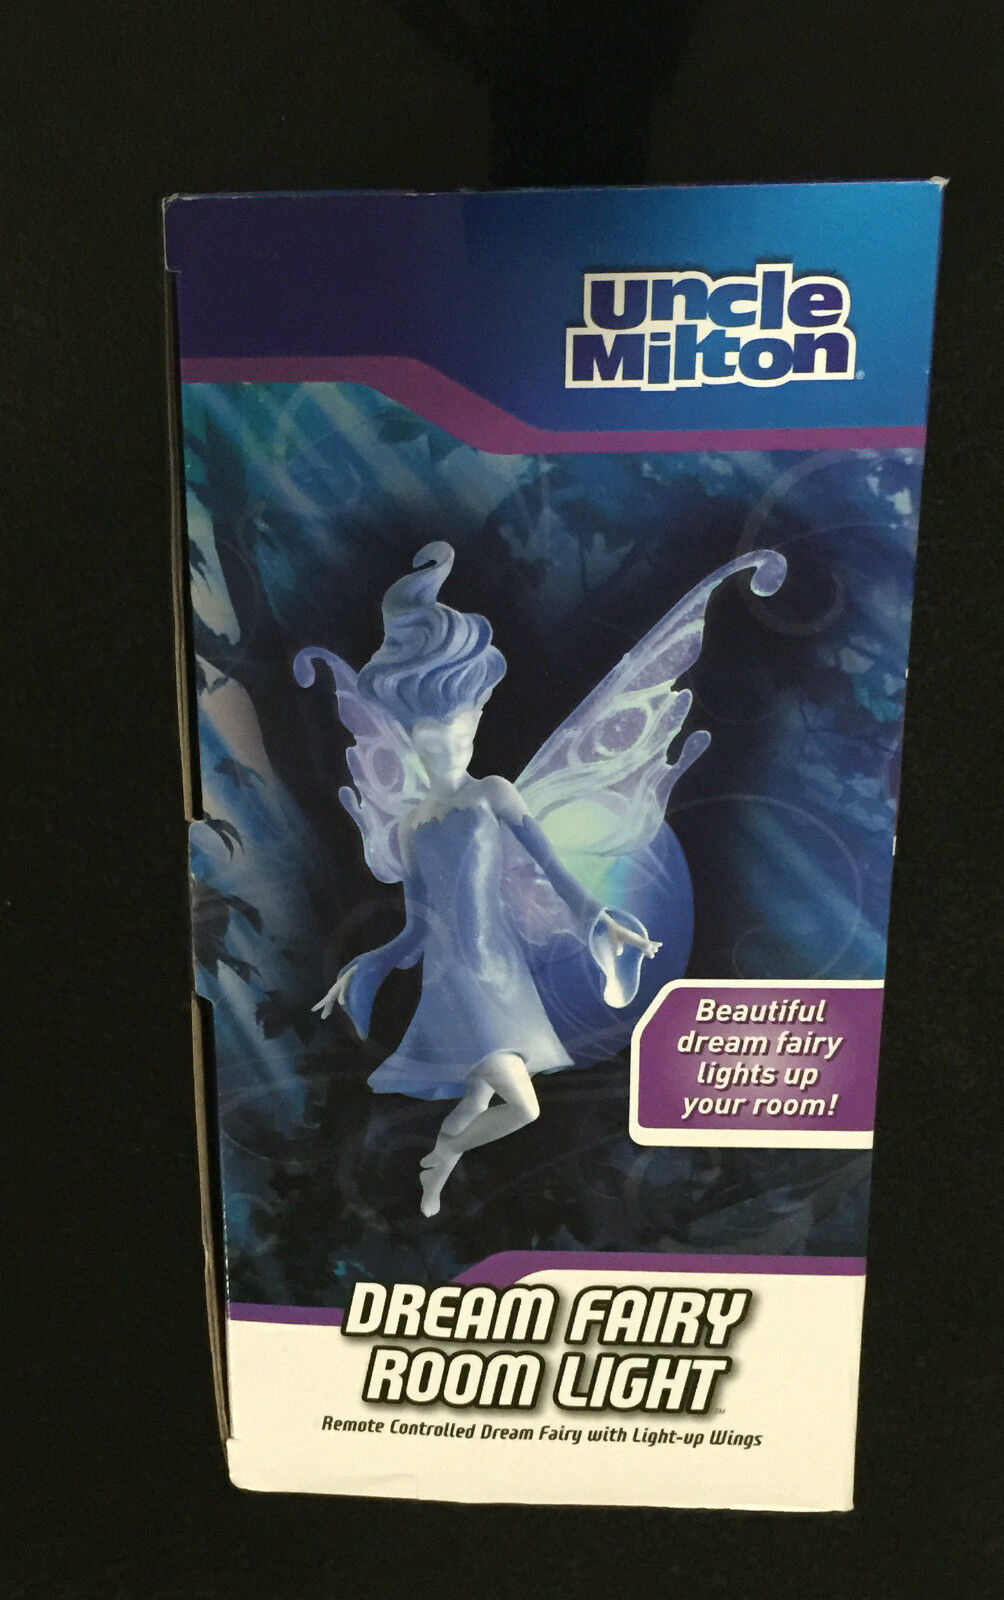 Uncle
Milton®
Beautiful
dream fairy
lights up
your room!
DREAM FAIRY
ROOM LIGHT™
Remote Controlled Dream Fairy with Light-up Wings